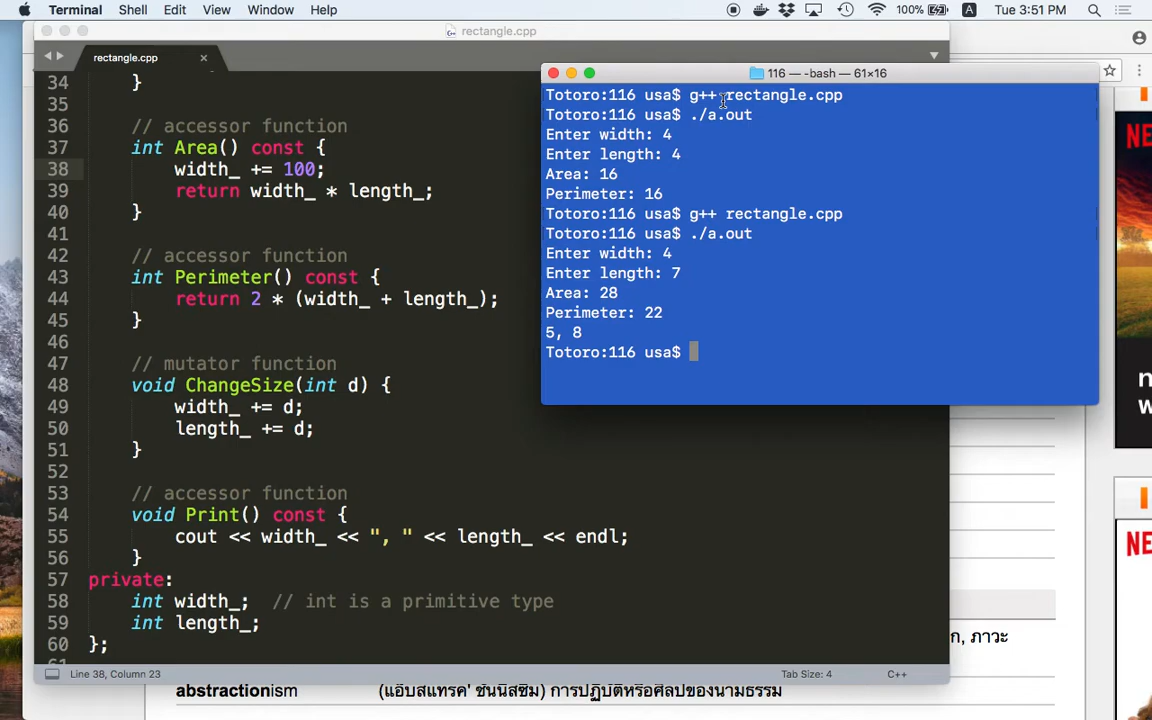 Terminal Shell Edit View Window Help 100% A Tue 3:51 PM
rectangle.cpp
rectangle.cpp
34 }
35
36 // accessor function
37 int Area() const {
38 width_ += 100;
39 return width_ * length_;
40 }
41
42 // accessor function
43 int Perimeter() const {
44 return 2 * (width_ + length_);
45 }
46
47 // mutator function
48 void ChangeSize(int d) {
49 width_ += d;
50 length_ += d;
51 }
52
53 // accessor function
54 void Print() const {
55 cout << width_ << ", " << length_ << endl;
56 }
57 private:
58 int width_;  // int is a primitive type
59 int length_;
60 };
Line 38, Column 23 Tab Size: 4 C++
116 — -bash — 61×16
Totoro:116 usa$ g++ rectangle.cpp
Totoro:116 usa$ ./a.out
Enter width: 4
Enter length: 4
Area: 16
Perimeter: 16
Totoro:116 usa$ g++ rectangle.cpp
Totoro:116 usa$ ./a.out
Enter width: 4
Enter length: 7
Area: 28
Perimeter: 22
5, 8
Totoro:116 usa$
ภาวะ
abstractionism (แอ็บสแทรค' ชันนิสซึม) การปฏิบัติหรือศิลปของนามธรรม